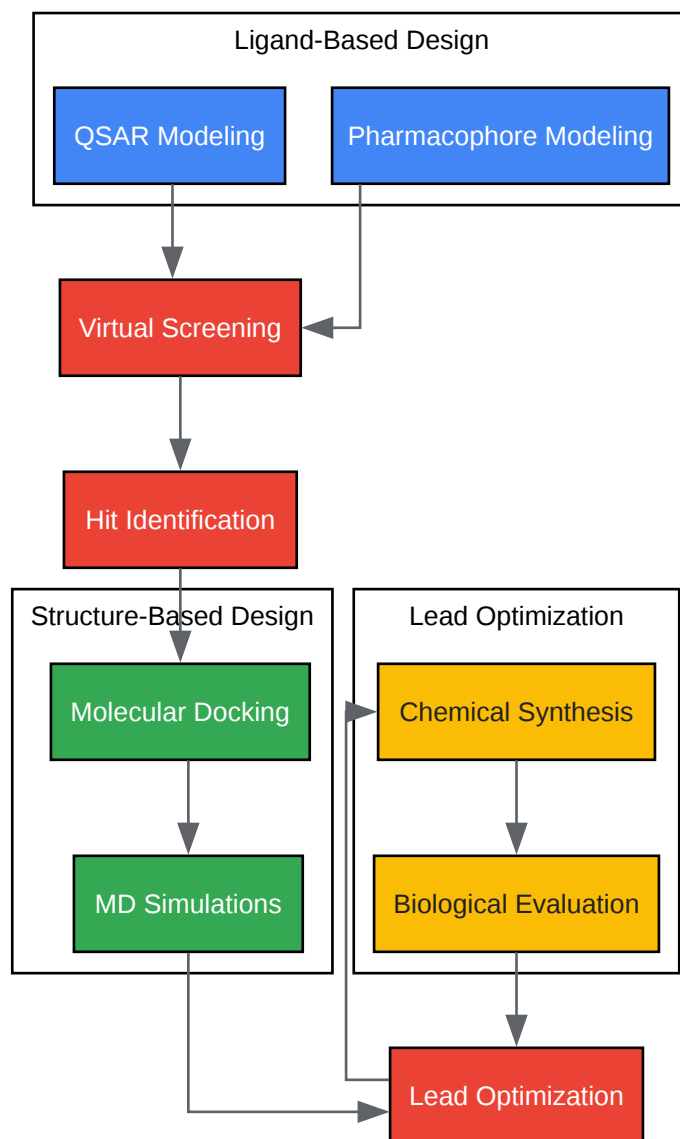 Ligand-Based Design
QSAR Modeling
Pharmacophore Modeling
Virtual Screening
Hit Identification
Structure-Based Design
Lead Optimization
Molecular Docking
Chemical Synthesis
MD Simulations
Biological Evaluation
Lead Optimization